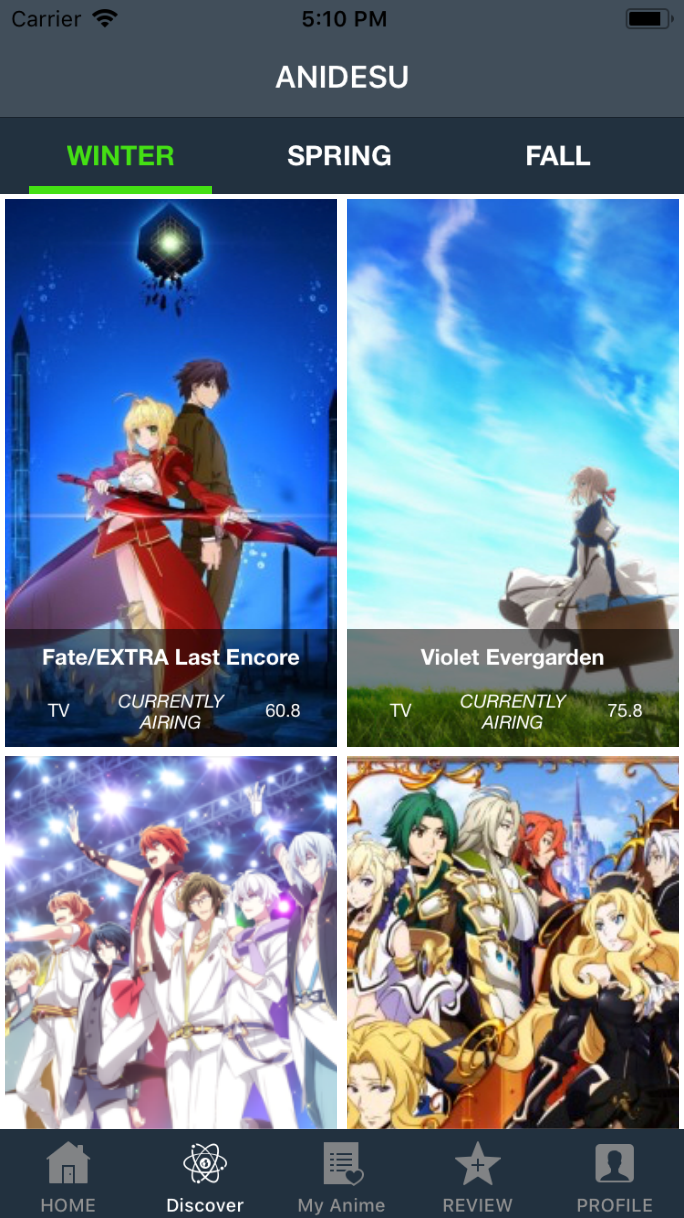 Carrier 5:10 PM
ANIDESU
WINTER SPRING FALL
Fate/EXTRA Last Encore
TV CURRENTLY AIRING 60.8
Violet Evergarden
TV CURRENTLY AIRING 75.8
HOME Discover My Anime REVIEW PROFILE